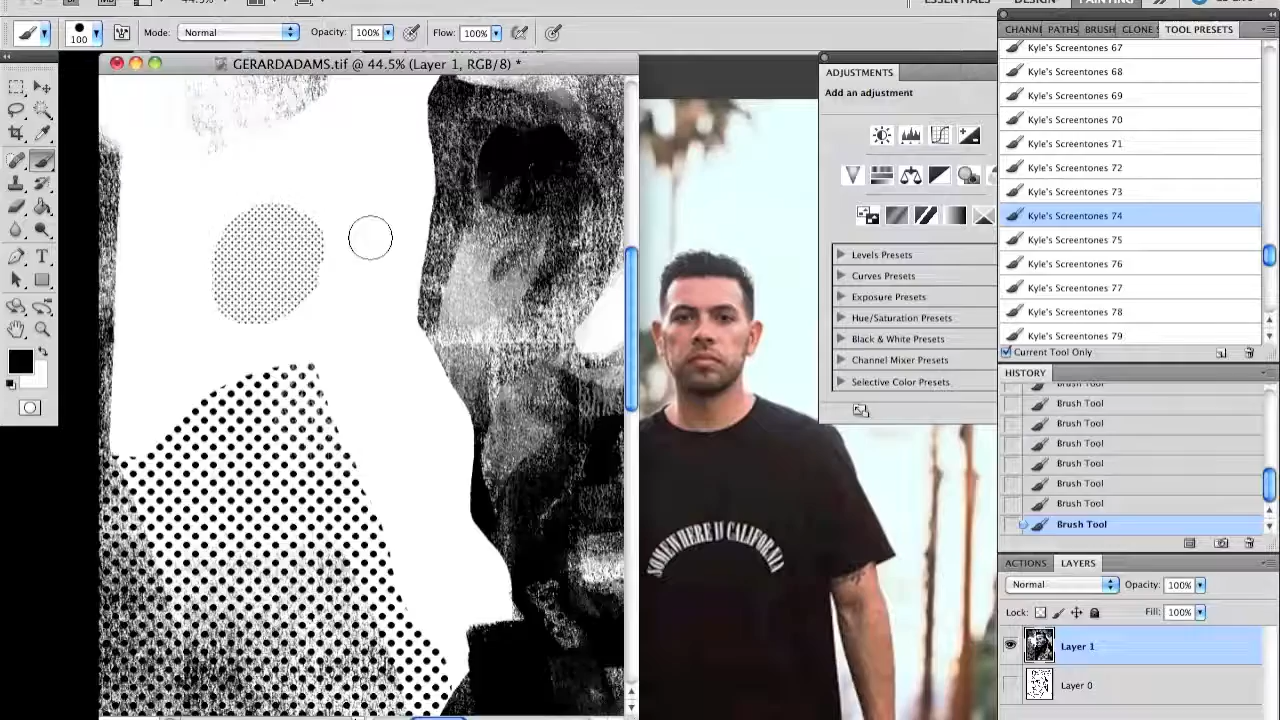 44.5%
ESSENTIALS
DESIGN
PAINTING
100
Mode: Normal
Opacity: 100%
Flow: 100%
CHANNI PATHS BRUSH CLONE S TOOL PRESETS
GERARDADAMS.tif @ 44.5% (Layer 1, RGB/8) *
ADJUSTMENTS
Add an adjustment
Levels Presets
Curves Presets
Exposure Presets
Hue/Saturation Presets
Black & White Presets
Channel Mixer Presets
Selective Color Presets
Kyle's Screentones 67
Kyle's Screentones 68
Kyle's Screentones 69
Kyle's Screentones 70
Kyle's Screentones 71
Kyle's Screentones 72
Kyle's Screentones 73
Kyle's Screentones 74
Kyle's Screentones 75
Kyle's Screentones 76
Kyle's Screentones 77
Kyle's Screentones 78
Kyle's Screentones 79
Current Tool Only
HISTORY
Brush Tool
Brush Tool
Brush Tool
Brush Tool
Brush Tool
Brush Tool
Brush Tool
ACTIONS LAYERS
Normal
Opacity: 100%
Lock:
Fill: 100%
Layer 1
Layer 0
SOMEWHERE IN CALIFORNIA